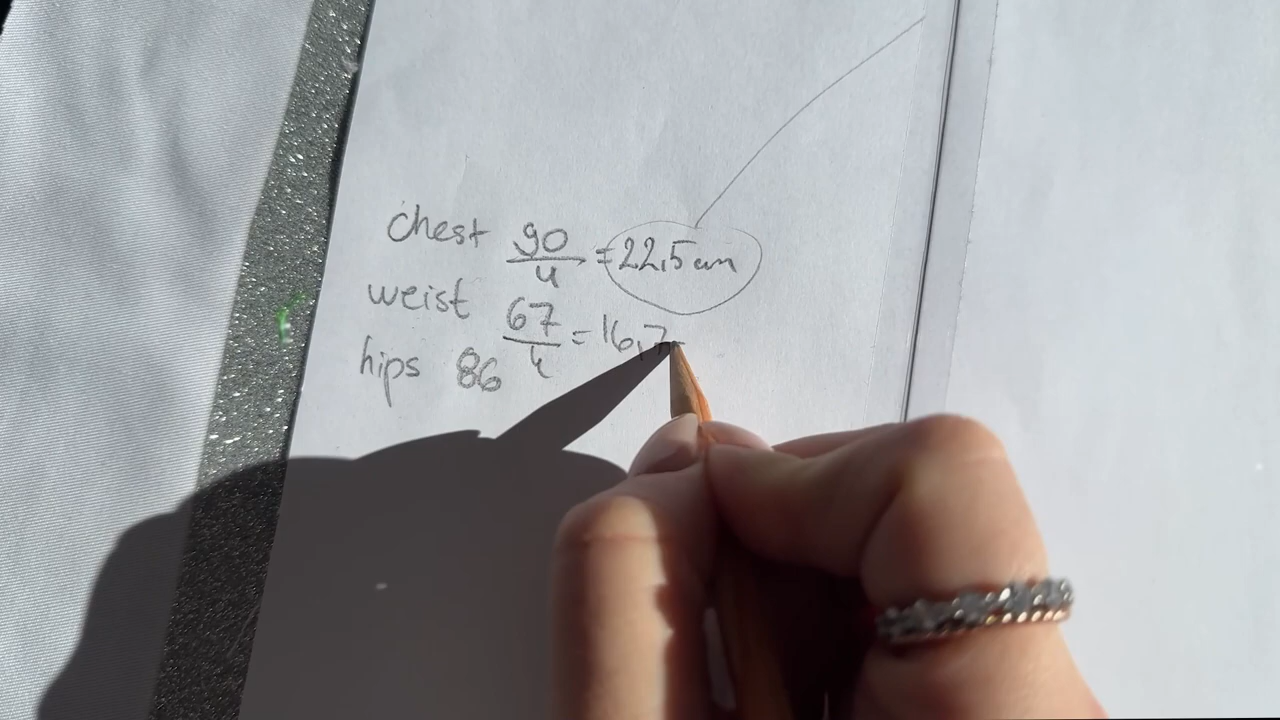 chest 90/4 = 22,5 cm
weist 67/4 = 16,7
hips 86